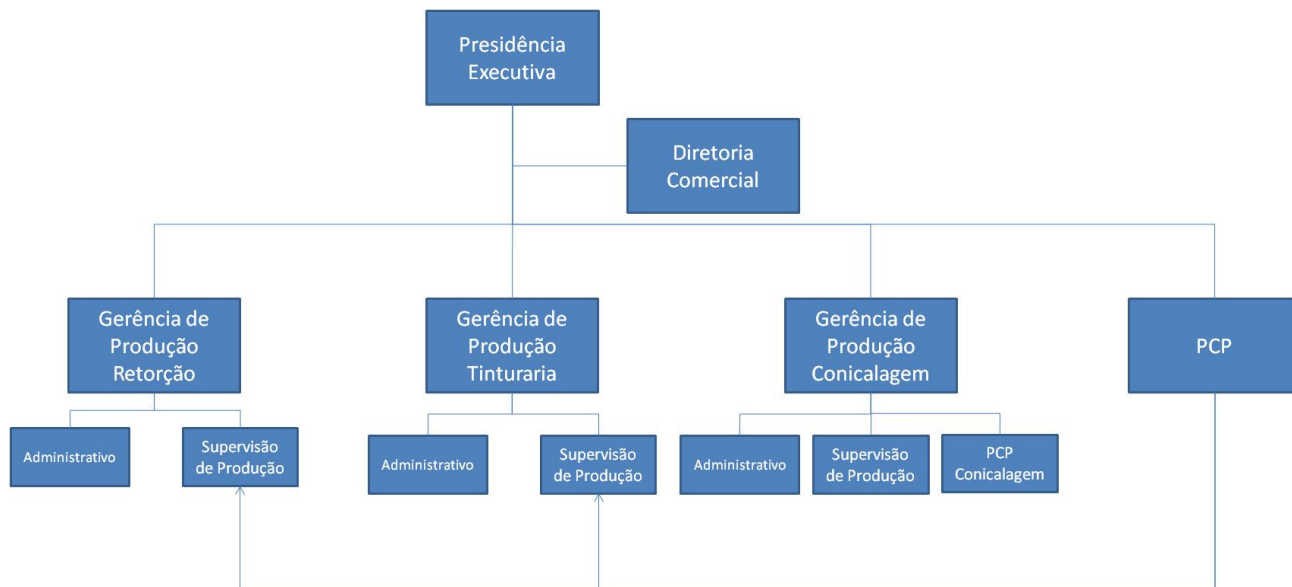 Presidência
Executiva
Diretoria
Comercial
Gerência de
Produção
Retorção
Gerência de
Produção
Tinturaria
Gerência de
Produção
Conicalagem
PCP
Administrativo
Supervisão
de Produção
Administrativo
Supervisão
de Produção
Administrativo
Supervisão
de Produção
PCP
Conicalagem